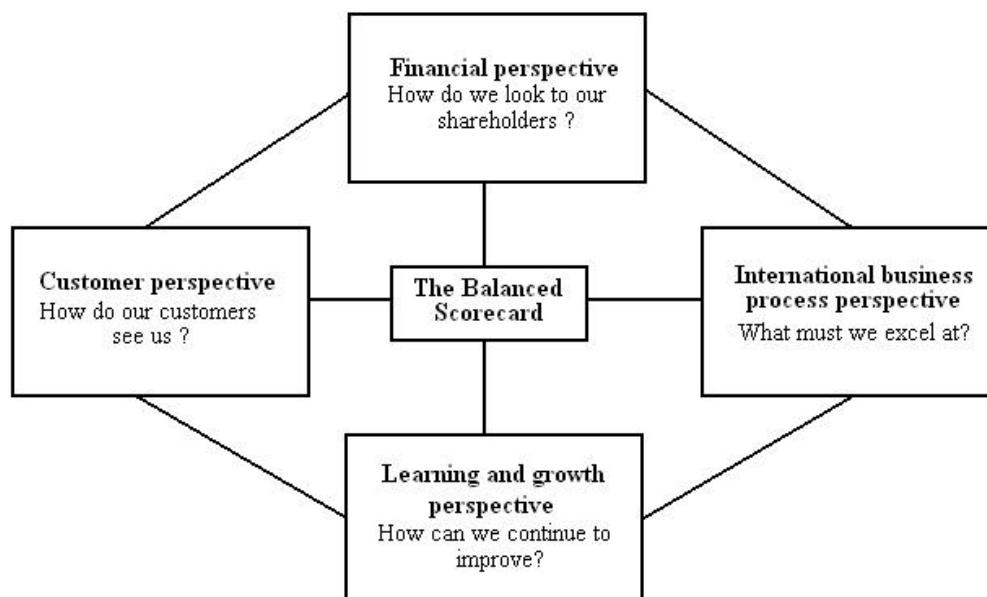 Financial perspective
How do we look to our
shareholders ?
Customer perspective
How do our customers
see us ?
The Balanced
Scorecard
International business
process perspective
What must we excel at?
Learning and growth
perspective
How can we continue to
improve?